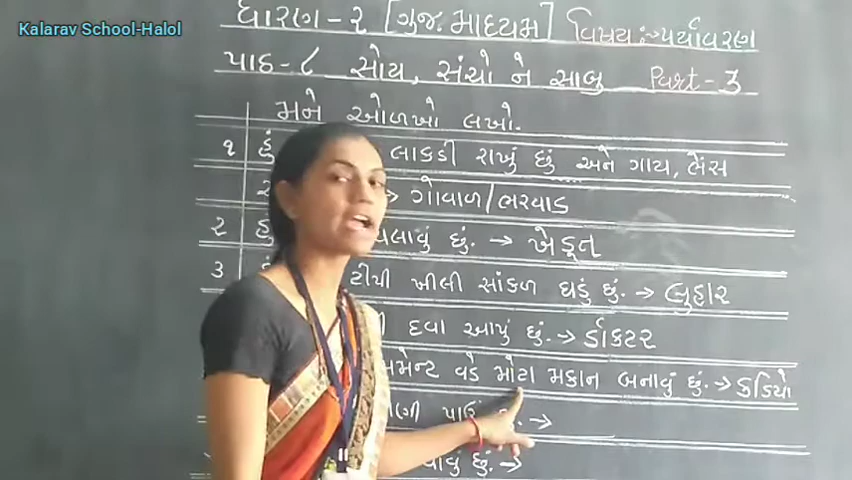 Kalarav School-Halol
ધોરણ-૨ [ગુજ. માધ્યમ] વિષય:-પર્યાવરણ
પાઠ-૮ સોય, સંચો ને સાબુ Part-3
મને ઓળખો લખો.
૧ હું લાકડી રાખું છું અને ગાય, ભેંસ
ગોવાળ/ભરવાડ
૨ ચલાવું છું. → ખેડૂત
૩ ટીપી ખીલી સાંકળ ઘડું છું. → લુહાર
દવા આપું છું. → ડૉકટર
વડે મોટા મકાન બનાવું છું. → કડિયો
છું. →